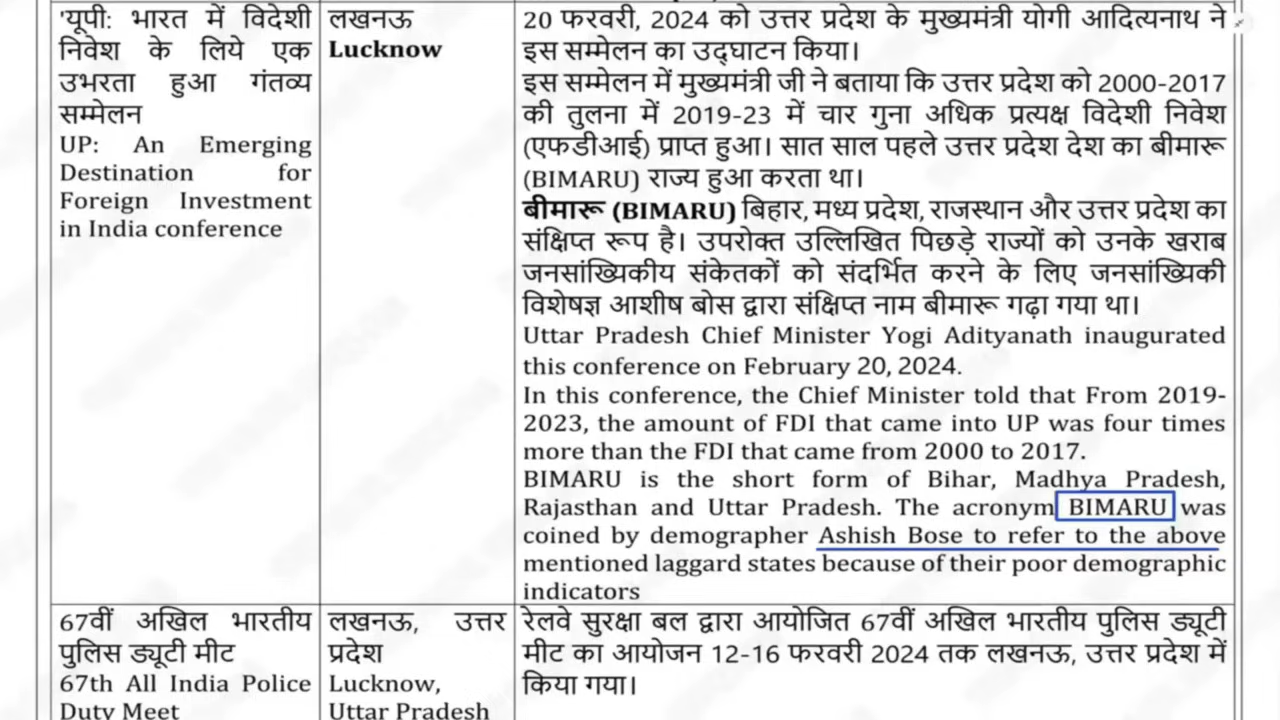 'यूपी: भारत में विदेशी
निवेश के लिये एक
उभरता हुआ गंतव्य
सम्मेलन
UP: An Emerging
Destination for
Foreign Investment
in India conference
लखनऊ
Lucknow
20 फरवरी, 2024 को उत्तर प्रदेश के मुख्यमंत्री योगी आदित्यनाथ ने
इस सम्मेलन का उद्घाटन किया।
इस सम्मेलन में मुख्यमंत्री जी ने बताया कि उत्तर प्रदेश को 2000-2017
की तुलना में 2019-23 में चार गुना अधिक प्रत्यक्ष विदेशी निवेश
(एफडीआई) प्राप्त हुआ। सात साल पहले उत्तर प्रदेश देश का बीमारू
(BIMARU) राज्य हुआ करता था।
बीमारू (BIMARU) बिहार, मध्य प्रदेश, राजस्थान और उत्तर प्रदेश का
संक्षिप्त रूप है। उपरोक्त उल्लिखित पिछड़े राज्यों को उनके खराब
जनसांख्यिकीय संकेतकों को संदर्भित करने के लिए जनसांख्यिकी
विशेषज्ञ आशीष बोस द्वारा संक्षिप्त नाम बीमारू गढ़ा गया था।
Uttar Pradesh Chief Minister Yogi Adityanath inaugurated
this conference on February 20, 2024.
In this conference, the Chief Minister told that From 2019-
2023, the amount of FDI that came into UP was four times
more than the FDI that came from 2000 to 2017.
BIMARU is the short form of Bihar, Madhya Pradesh,
Rajasthan and Uttar Pradesh. The acronym BIMARU was
coined by demographer Ashish Bose to refer to the above
mentioned laggard states because of their poor demographic
indicators
67वीं अखिल भारतीय
पुलिस ड्यूटी मीट
67th All India Police
Duty Meet
लखनऊ, उत्तर
प्रदेश
Lucknow,
Uttar Pradesh
रेलवे सुरक्षा बल द्वारा आयोजित 67वीं अखिल भारतीय पुलिस ड्यूटी
मीट का आयोजन 12-16 फरवरी 2024 तक लखनऊ, उत्तर प्रदेश में
किया गया।